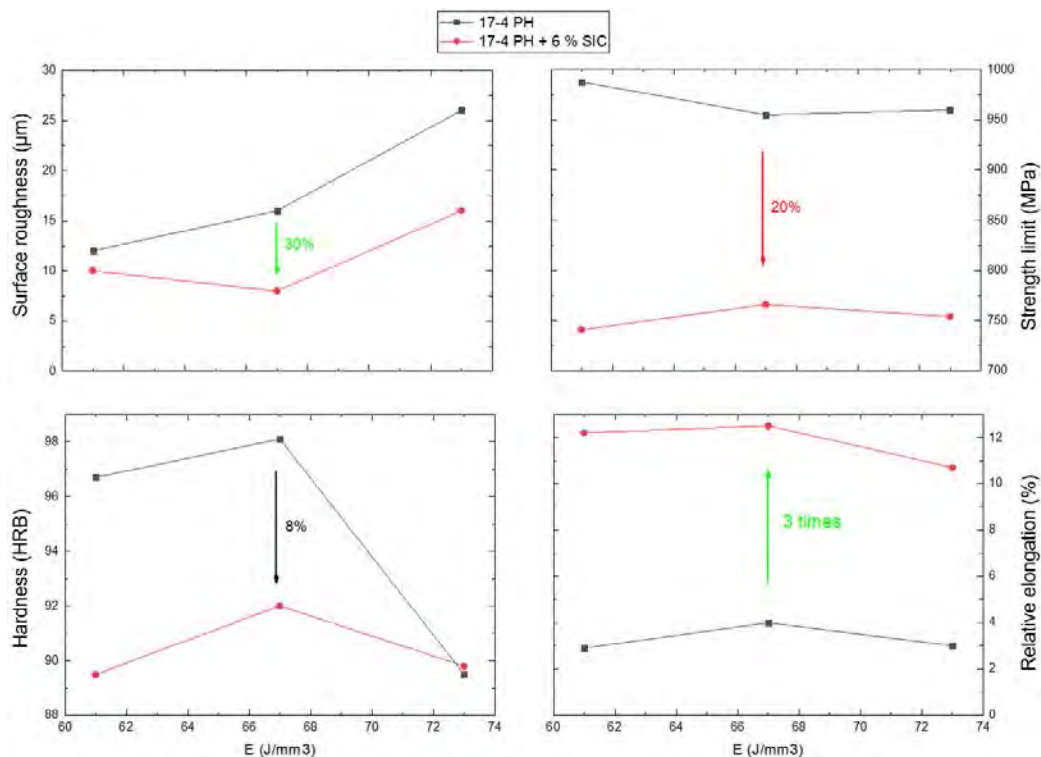 17-4 PH
17-4 PH + 6 % SIC
Surface roughness (µm)
30
25
20
15
10
5
0
30%
1000
950
900
850
800
750
700
Strength limit (MPa)
20%
Hardness (HRB)
98
96
94
92
90
88
8%
60 62 64 66 68 70 72 74
E (J/mm3)
12
10
8
6
4
2
0
Relative elongation (%)
3 times
60 62 64 66 68 70 72 74
E (J/mm3)